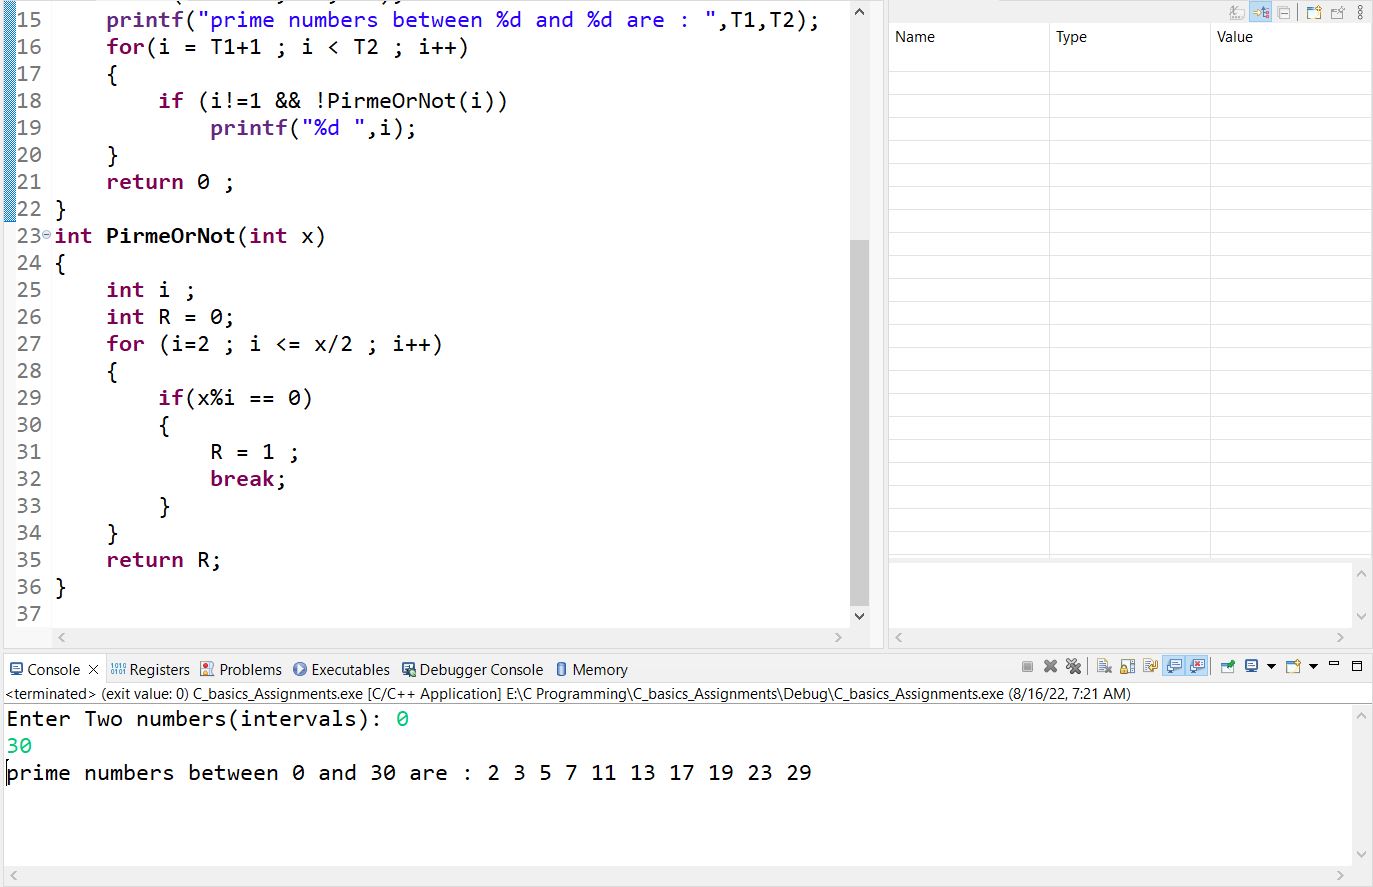 15 printf("prime numbers between %d and %d are : ",T1,T2);
16 for(i = T1+1 ; i < T2 ; i++)
17 {
18 if (i!=1 && !PirmeOrNot(i))
19 printf("%d ",i);
20 }
21 return 0 ;
22 }
23 int PirmeOrNot(int x)
24 {
25 int i ;
26 int R = 0;
27 for (i=2 ; i <= x/2 ; i++)
28 {
29 if(x%i == 0)
30 {
31 R = 1 ;
32 break;
33 }
34 }
35 return R;
36 }
37
Name Type Value
Console Registers Problems Executables Debugger Console Memory
<terminated> (exit value: 0) C_basics_Assignments.exe [C/C++ Application] E:\C Programming\C_basics_Assignments\Debug\C_basics_Assignments.exe (8/16/22, 7:21 AM)
Enter Two numbers(intervals): 0
30
prime numbers between 0 and 30 are : 2 3 5 7 11 13 17 19 23 29